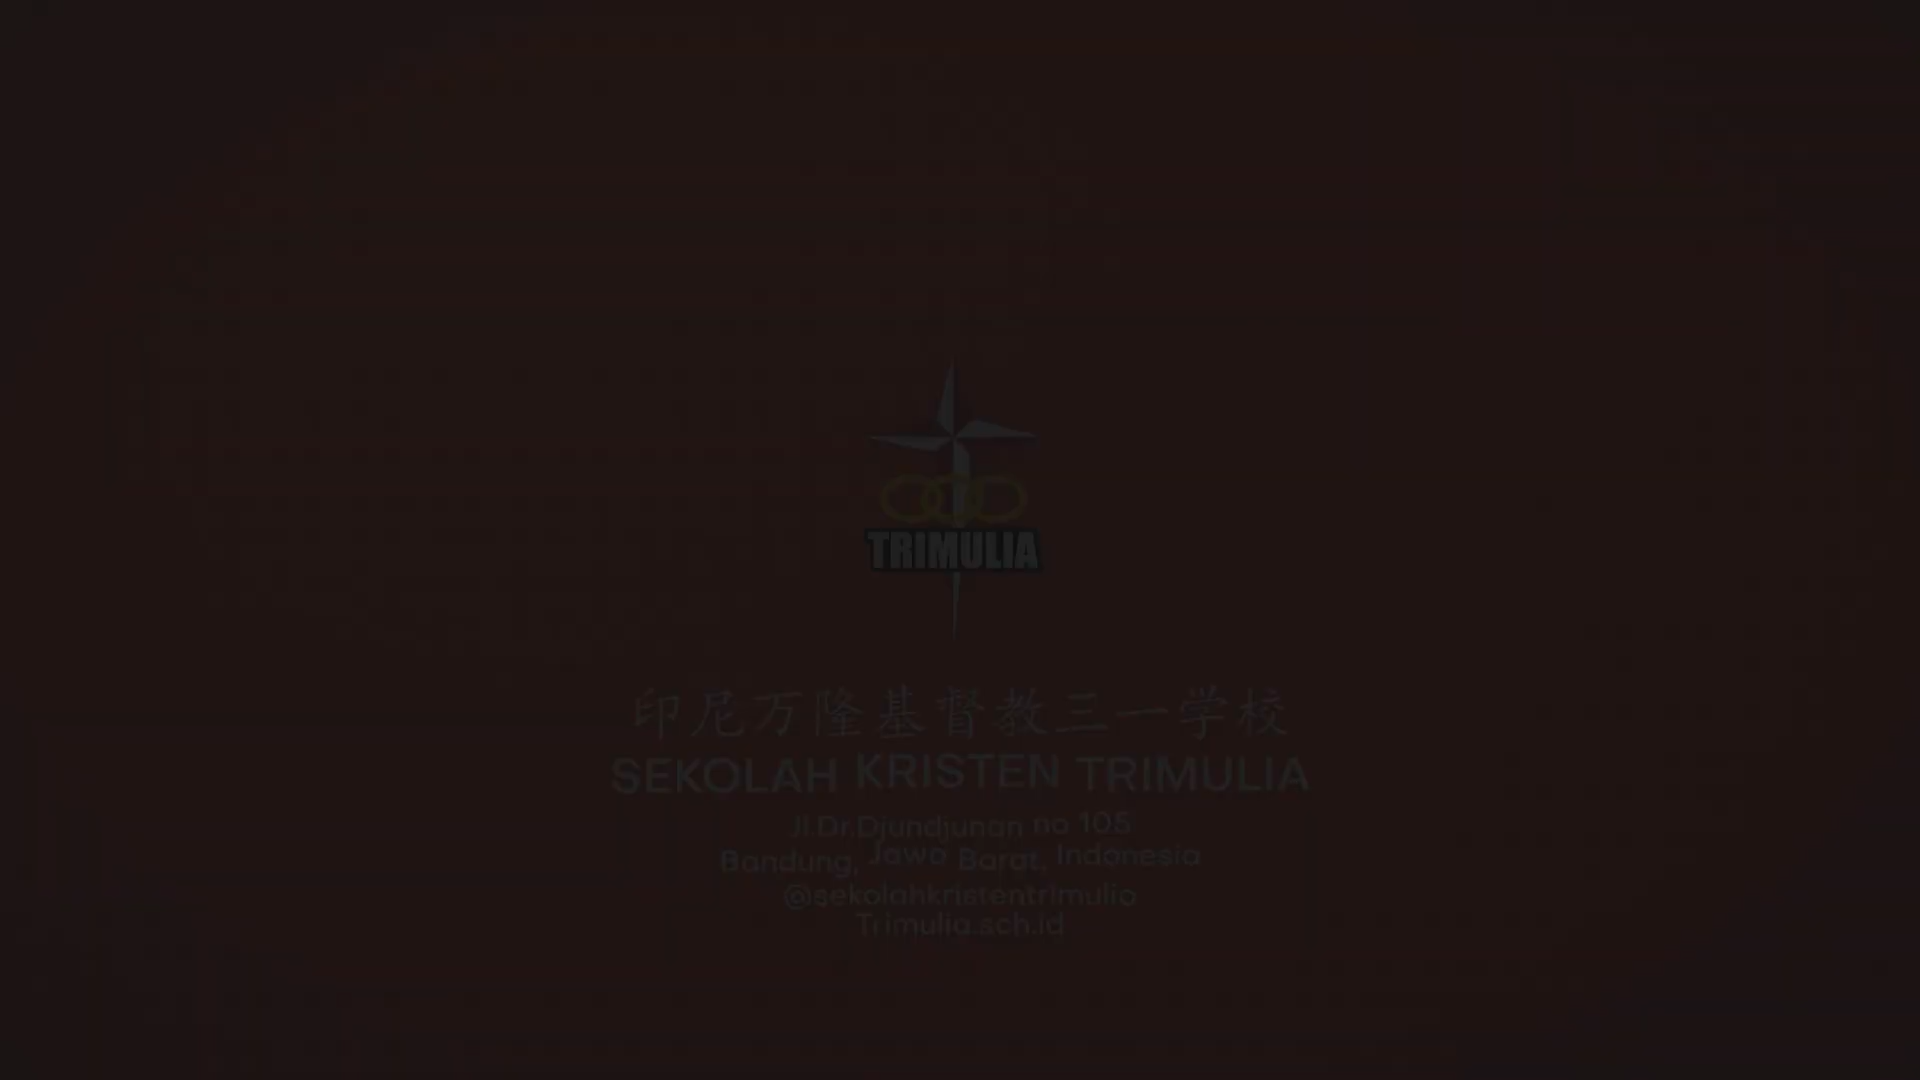 TRIMULIA
印尼万隆基督教三一学校
SEKOLAH KRISTEN TRIMULIA
Jl.Dr.Djundjunan no 105
Bandung, Jawa Barat, Indonesia
@sekolahkristentrimulia
Trimulia.sch.id